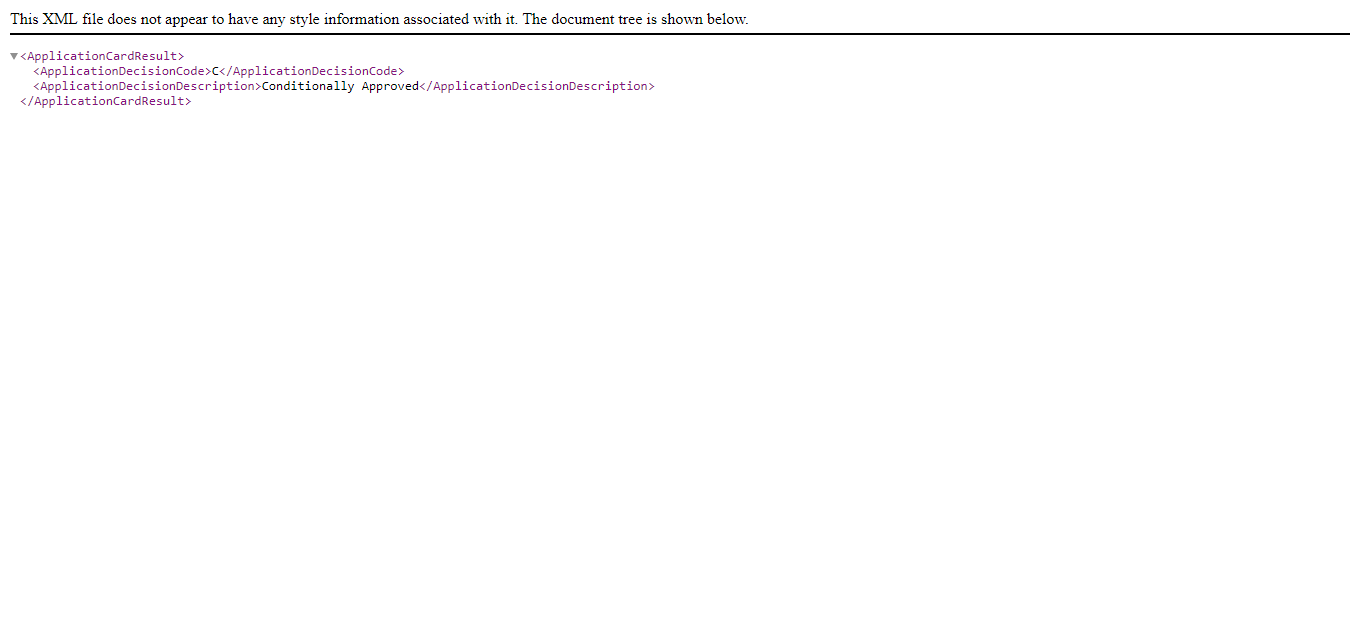 This XML file does not appear to have any style information associated with it. The document tree is shown below.
<ApplicationCardResult>
<ApplicationDecisionCode>C</ApplicationDecisionCode>
<ApplicationDecisionDescription>Conditionally Approved</ApplicationDecisionDescription>
</ApplicationCardResult>